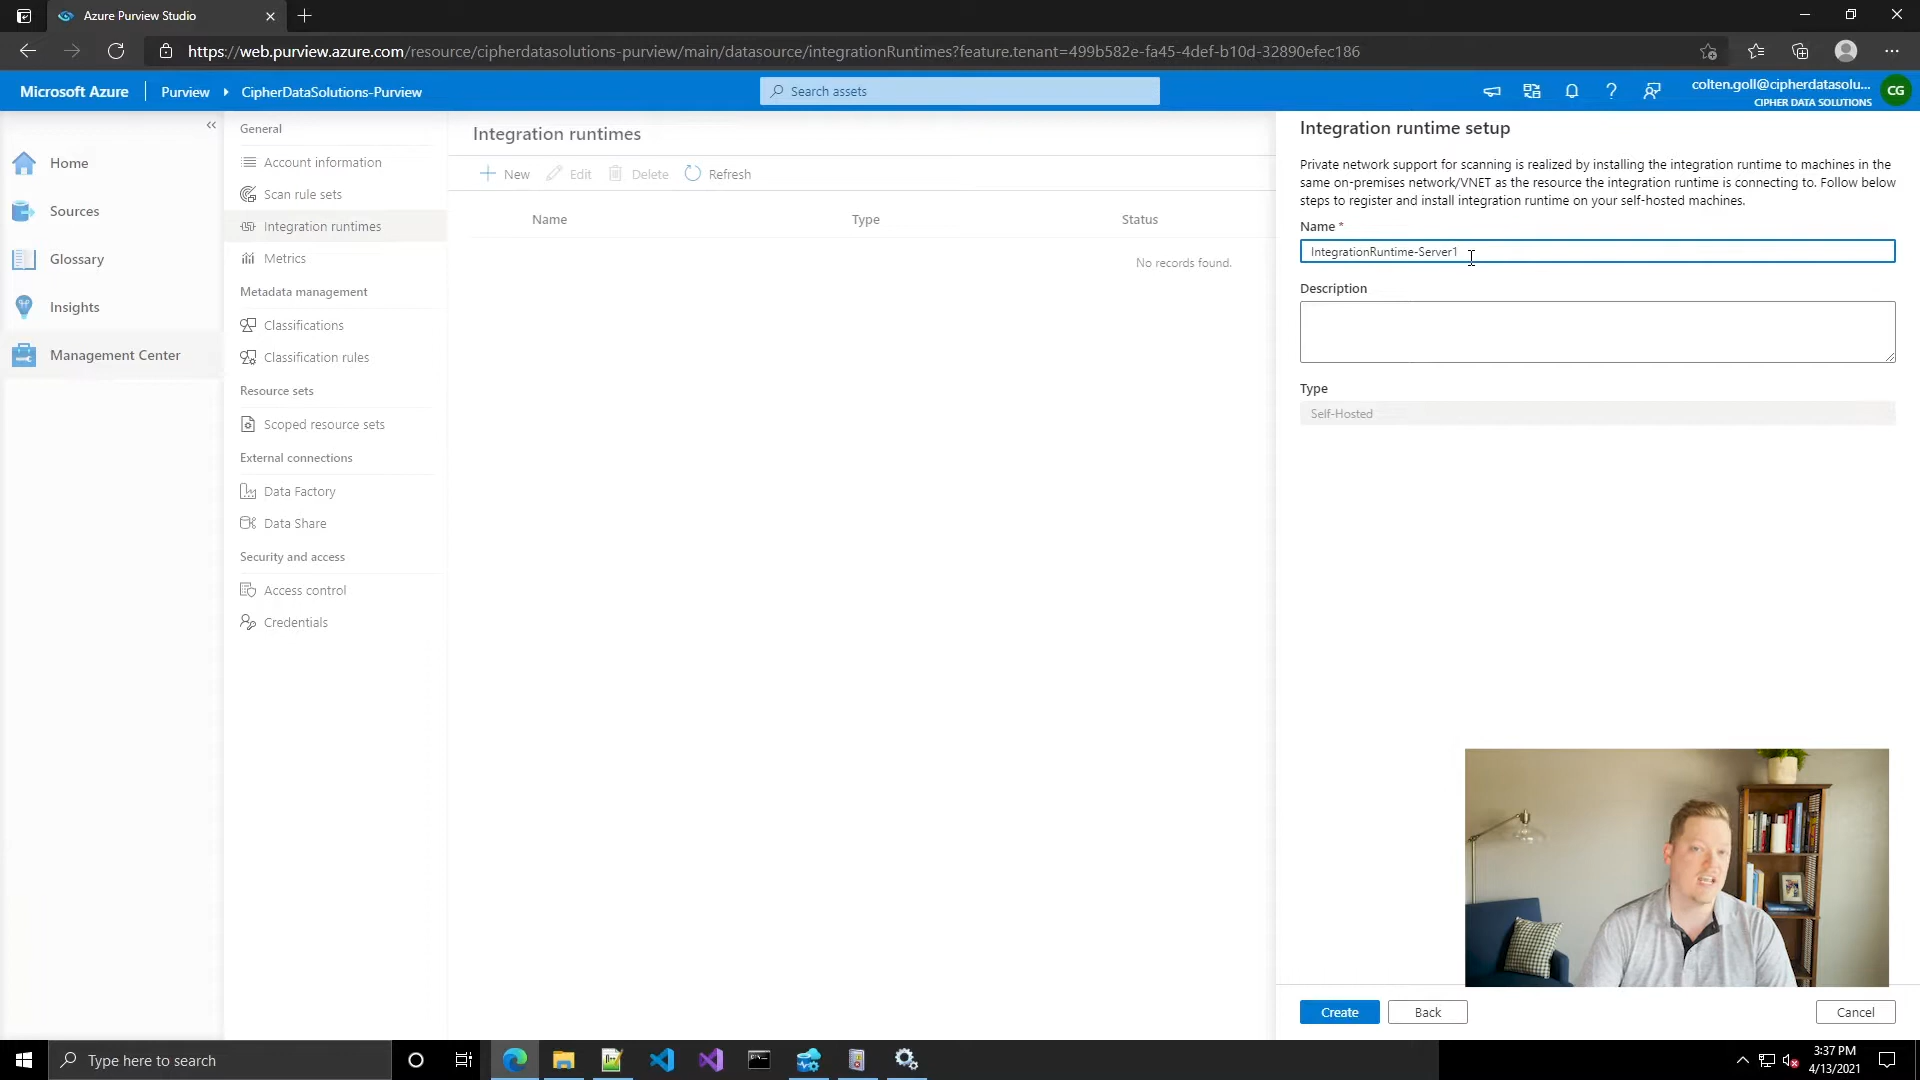 Azure Purview Studio
https://web.purview.azure.com/resource/cipherdatasolutions-purview/main/datasource/integrationRuntimes?feature.tenant=499b582e-fa45-4def-b10d-32890efec186
Microsoft Azure
Purview
CipherDataSolutions-Purview
Search assets
colten.goll@cipherdatasolu...
CIPHER DATA SOLUTIONS
CG
Home
Sources
Glossary
Insights
Management Center
General
Account information
Scan rule sets
Integration runtimes
Metrics
Metadata management
Classifications
Classification rules
Resource sets
Scoped resource sets
External connections
Data Factory
Data Share
Security and access
Access control
Credentials
Integration runtimes
New
Edit
Delete
Refresh
Name
Type
Status
No records found.
Integration runtime setup
Private network support for scanning is realized by installing the integration runtime to machines in the
same on-premises network/VNET as the resource the integration runtime is connecting to. Follow below
steps to register and install integration runtime on your self-hosted machines.
Name *
IntegrationRuntime-Server1
Description
Type
Self-Hosted
Create
Back
Cancel
Type here to search
3:37 PM
4/13/2021